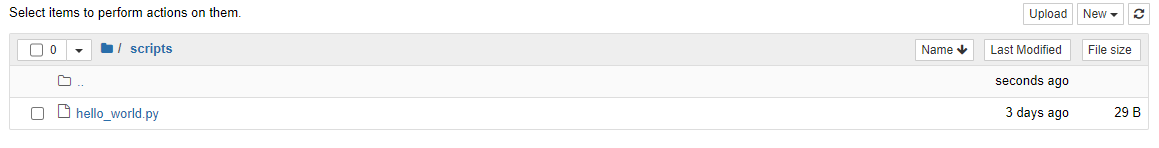 Select items to perform actions on them. Upload New
0 / scripts Name Last Modified File size
.. seconds ago
hello_world.py 3 days ago 29 B